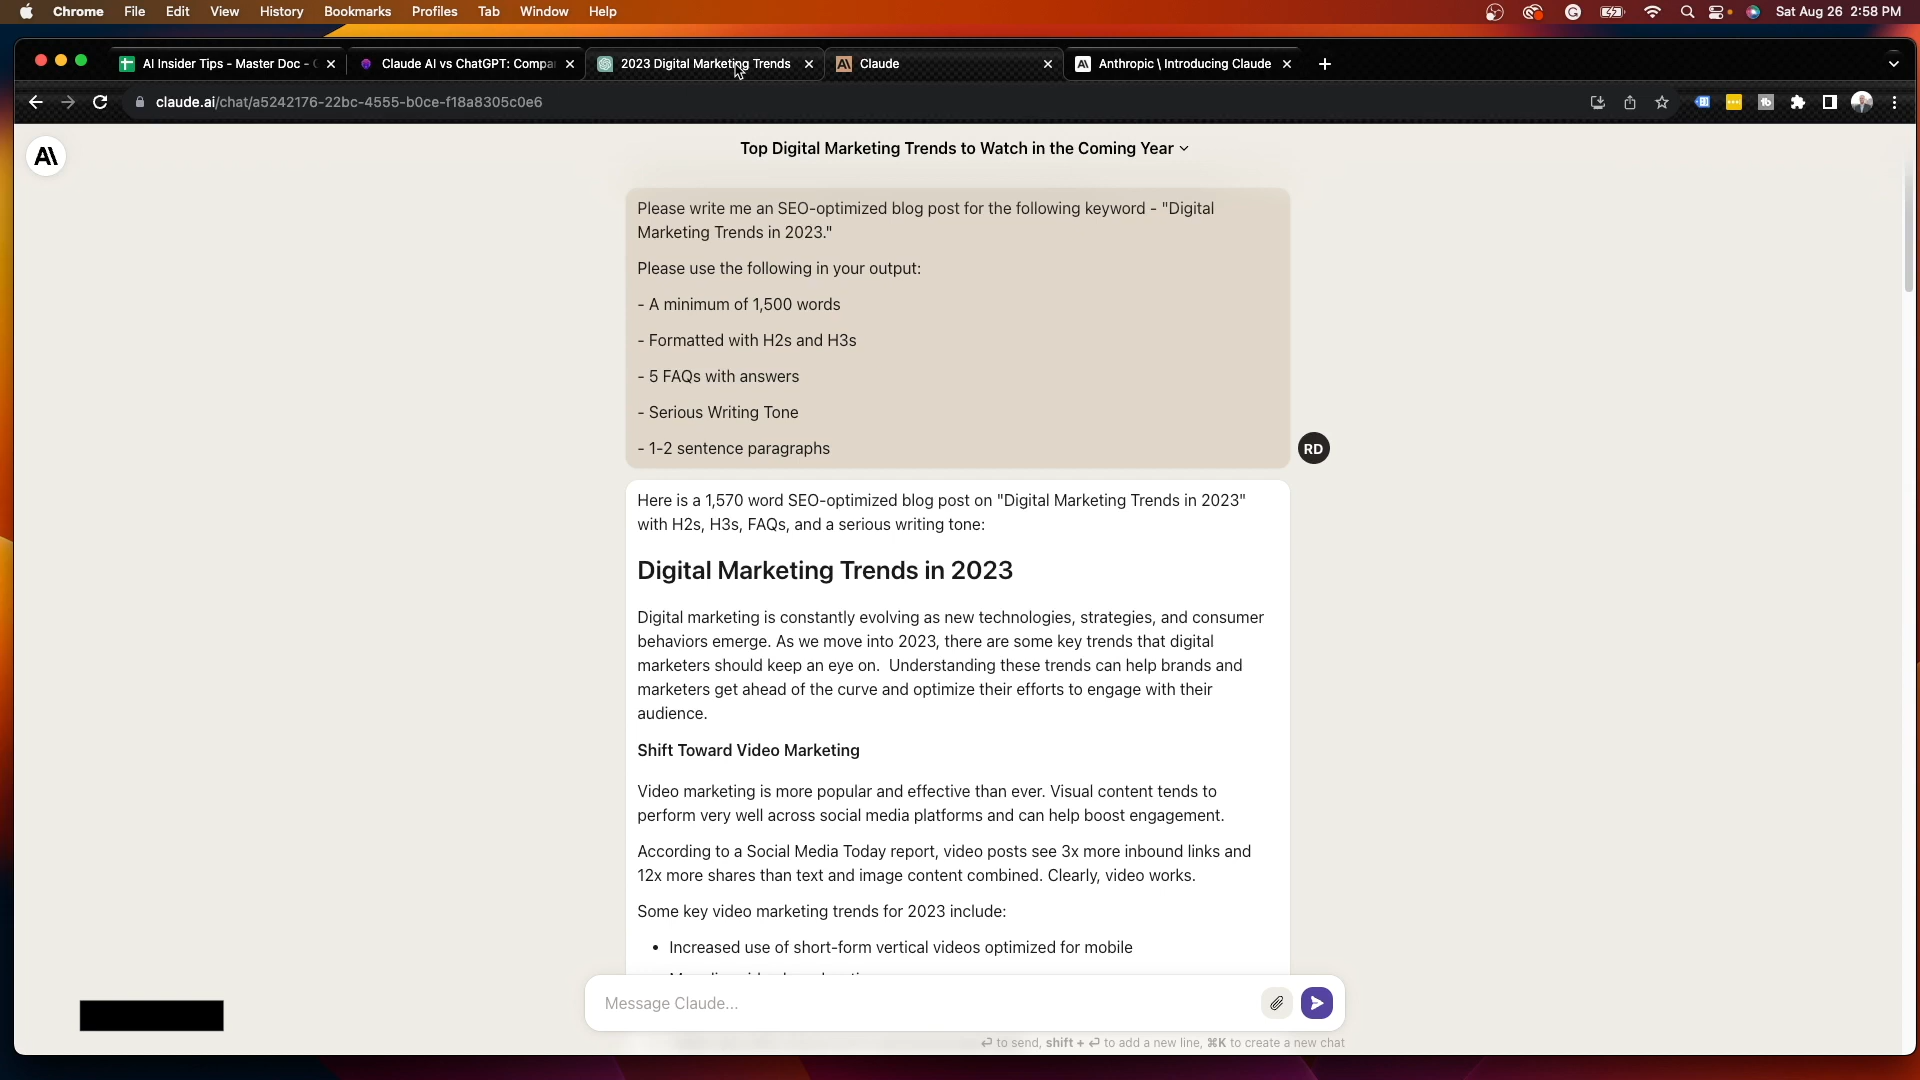 Chrome File Edit View History Bookmarks Profiles Tab Window Help Sat Aug 26 2:58 PM
AI Insider Tips - Master Doc - Claude AI vs ChatGPT: Compa 2023 Digital Marketing Trends Claude Anthropic \ Introducing Claude
claude.ai/chat/a5242176-22bc-4555-b0ce-f18a8305c0e6
Top Digital Marketing Trends to Watch in the Coming Year
Please write me an SEO-optimized blog post for the following keyword - "Digital
Marketing Trends in 2023."
Please use the following in your output:
- A minimum of 1,500 words
- Formatted with H2s and H3s
- 5 FAQs with answers
- Serious Writing Tone
- 1-2 sentence paragraphs
RD
Here is a 1,570 word SEO-optimized blog post on "Digital Marketing Trends in 2023"
with H2s, H3s, FAQs, and a serious writing tone:
Digital Marketing Trends in 2023
Digital marketing is constantly evolving as new technologies, strategies, and consumer
behaviors emerge. As we move into 2023, there are some key trends that digital
marketers should keep an eye on. Understanding these trends can help brands and
marketers get ahead of the curve and optimize their efforts to engage with their
audience.
Shift Toward Video Marketing
Video marketing is more popular and effective than ever. Visual content tends to
perform very well across social media platforms and can help boost engagement.
According to a Social Media Today report, video posts see 3x more inbound links and
12x more shares than text and image content combined. Clearly, video works.
Some key video marketing trends for 2023 include:
• Increased use of short-form vertical videos optimized for mobile
Message Claude...
⏎ to send, shift + ⏎ to add a new line, ⌘K to create a new chat